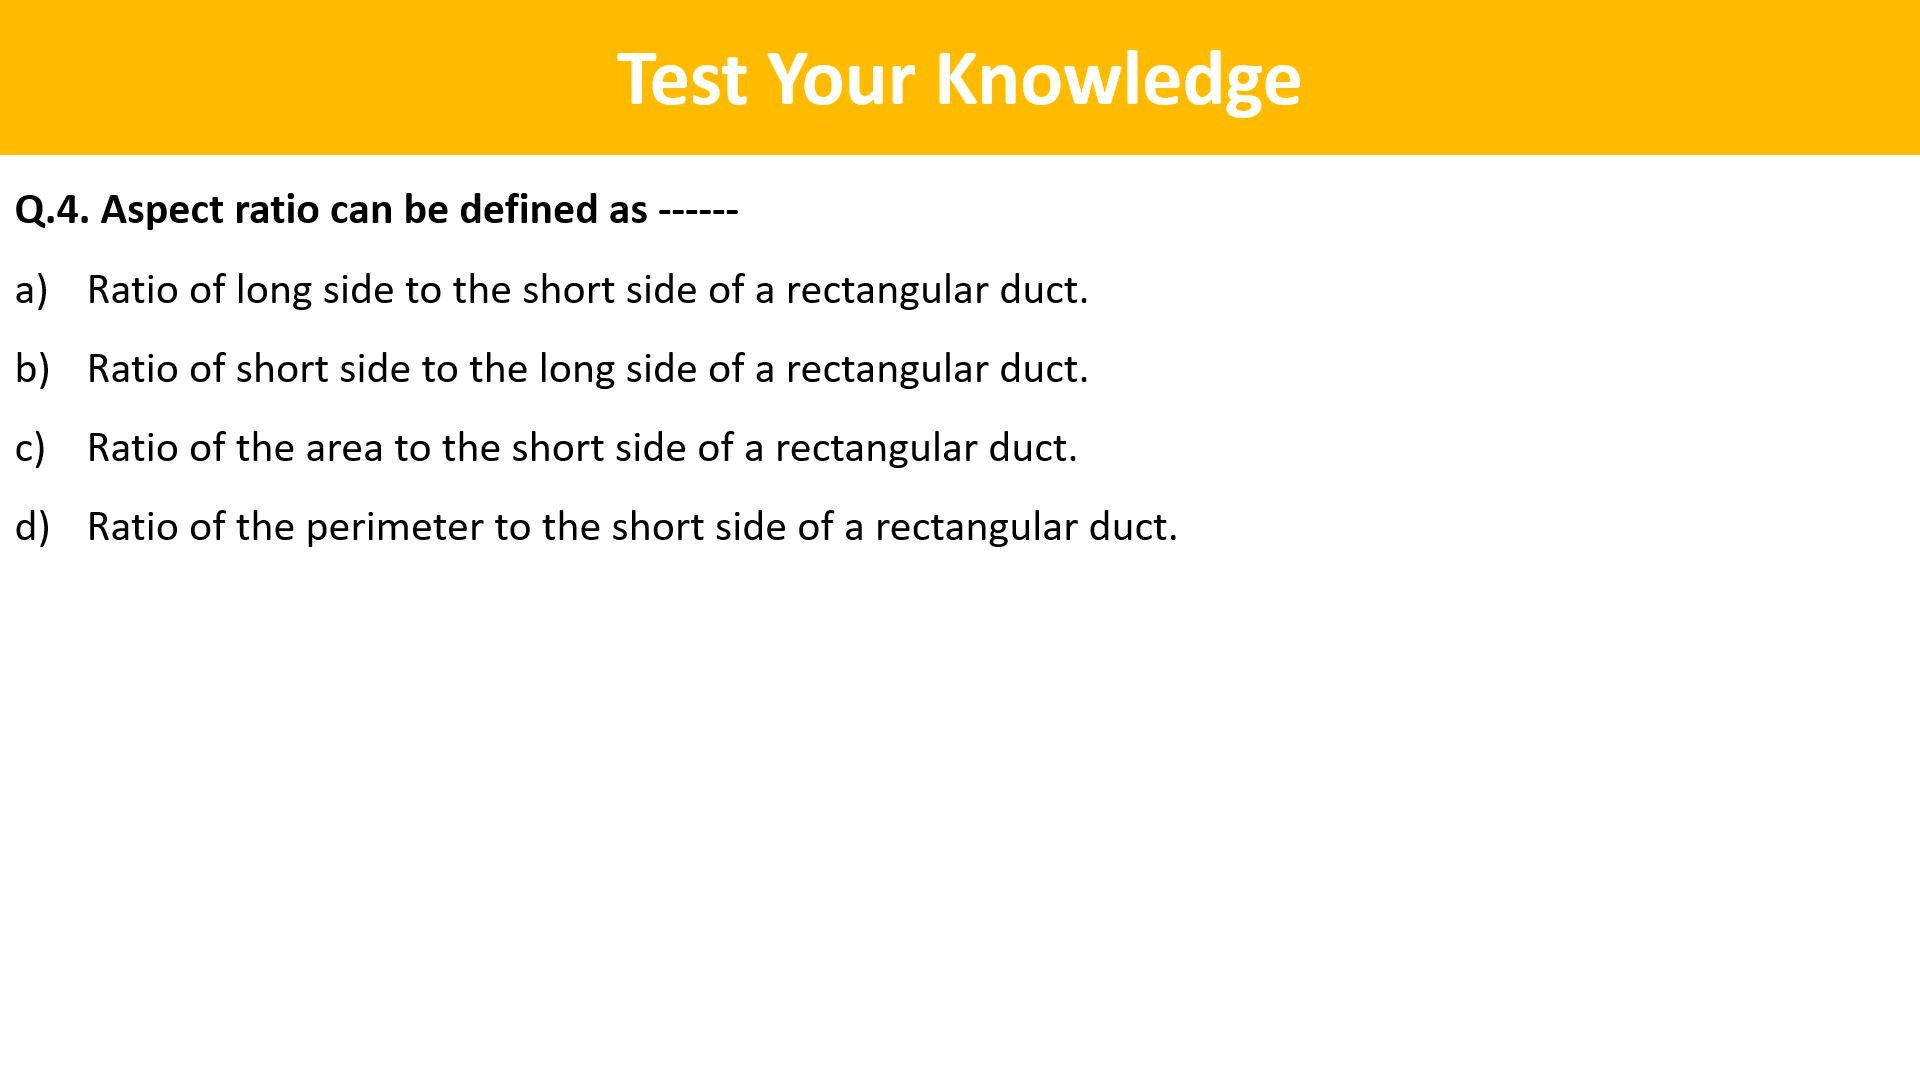 Test Your Knowledge
Q.4. Aspect ratio can be defined as ------
a) Ratio of long side to the short side of a rectangular duct.
b) Ratio of short side to the long side of a rectangular duct.
c) Ratio of the area to the short side of a rectangular duct.
d) Ratio of the perimeter to the short side of a rectangular duct.